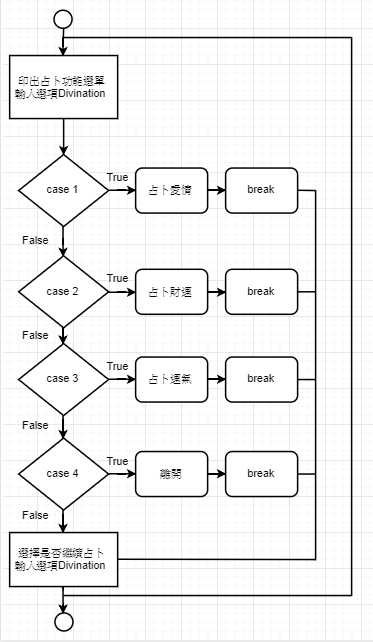 印出占卜功能選單
輸入選項Divination
case 1
True
占卜愛情
break
False
case 2
True
占卜財運
break
False
case 3
True
占卜運氣
break
False
case 4
True
離開
break
False
選擇是否繼續占卜
輸入選項Divination